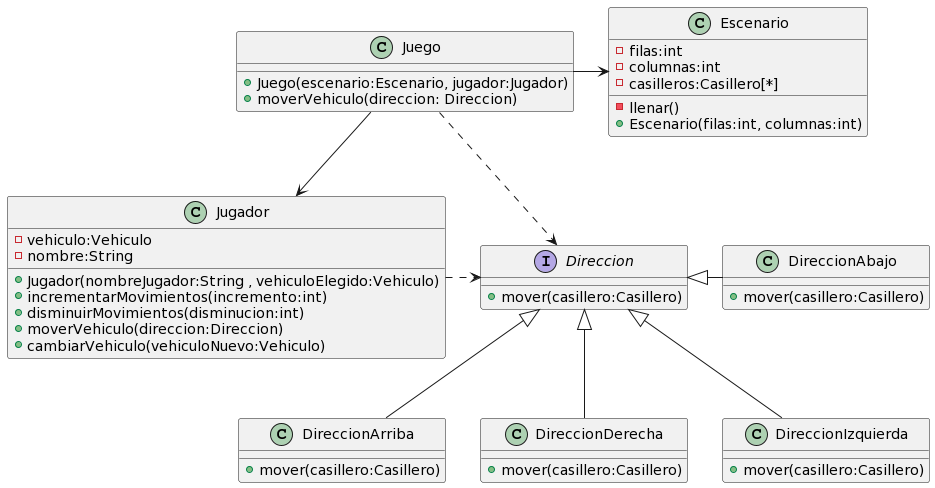 C Juego
Juego(escenario:Escenario, jugador:Jugador)
moverVehiculo(direccion: Direccion)
C Escenario
filas:int
columnas:int
casilleros:Casillero[*]
llenar()
Escenario(filas:int, columnas:int)
C Jugador
vehiculo:Vehiculo
nombre:String
Jugador(nombreJugador:String , vehiculoElegido:Vehiculo)
incrementarMovimientos(incremento:int)
disminuirMovimientos(disminucion:int)
moverVehiculo(direccion:Direccion)
cambiarVehiculo(vehiculoNuevo:Vehiculo)
I Direccion
mover(casillero:Casillero)
C DireccionAbajo
mover(casillero:Casillero)
C DireccionArriba
mover(casillero:Casillero)
C DireccionDerecha
mover(casillero:Casillero)
C DireccionIzquierda
mover(casillero:Casillero)